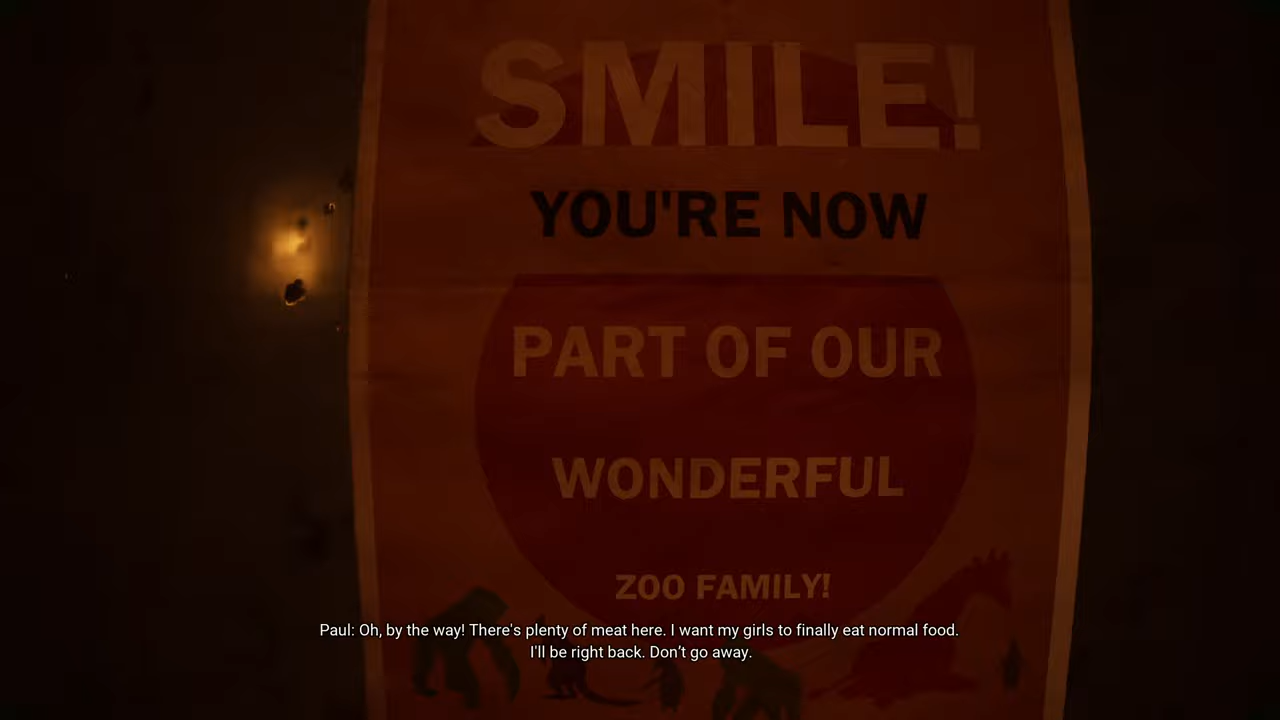 SMILE!
YOU'RE NOW
PART OF OUR
WONDERFUL
ZOO FAMILY!
Paul: Oh, by the way! There's plenty of meat here. I want my girls to finally eat normal food.
I'll be right back. Don’t go away.